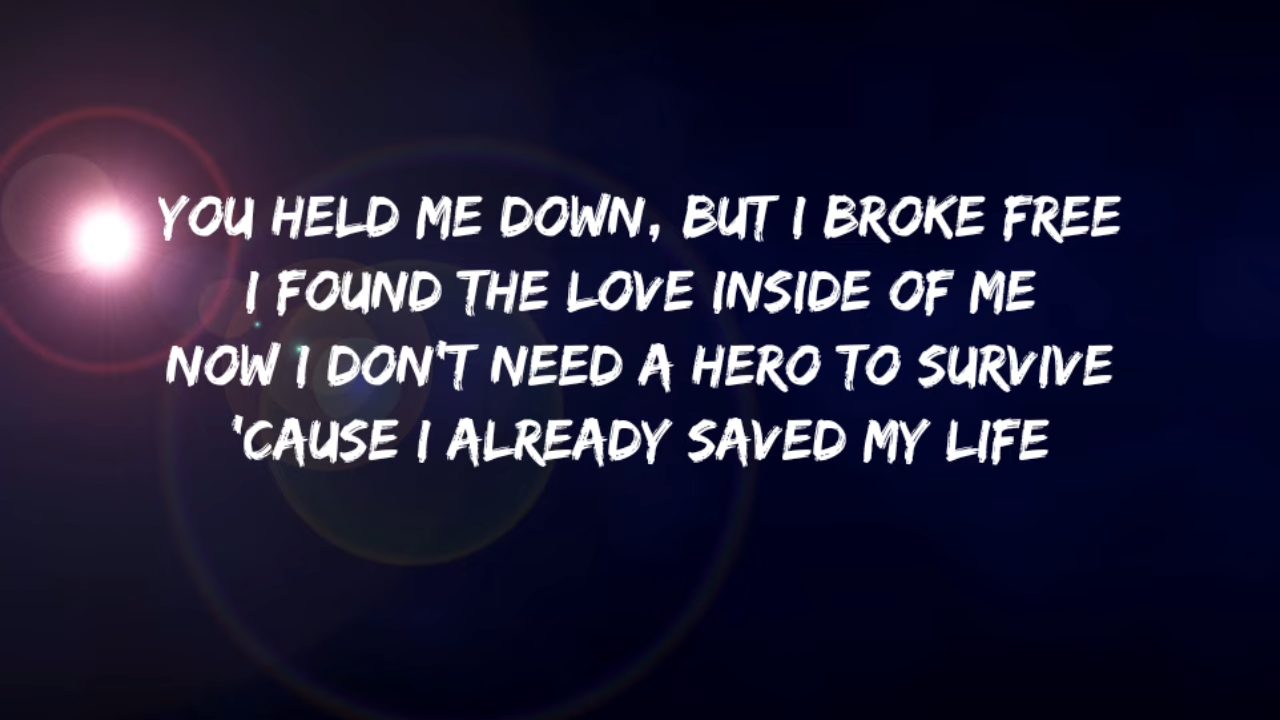 YOU HELD ME DOWN, BUT I BROKE FREE
I FOUND THE LOVE INSIDE OF ME
NOW I DON'T NEED A HERO TO SURVIVE
'CAUSE I ALREADY SAVED MY LIFE